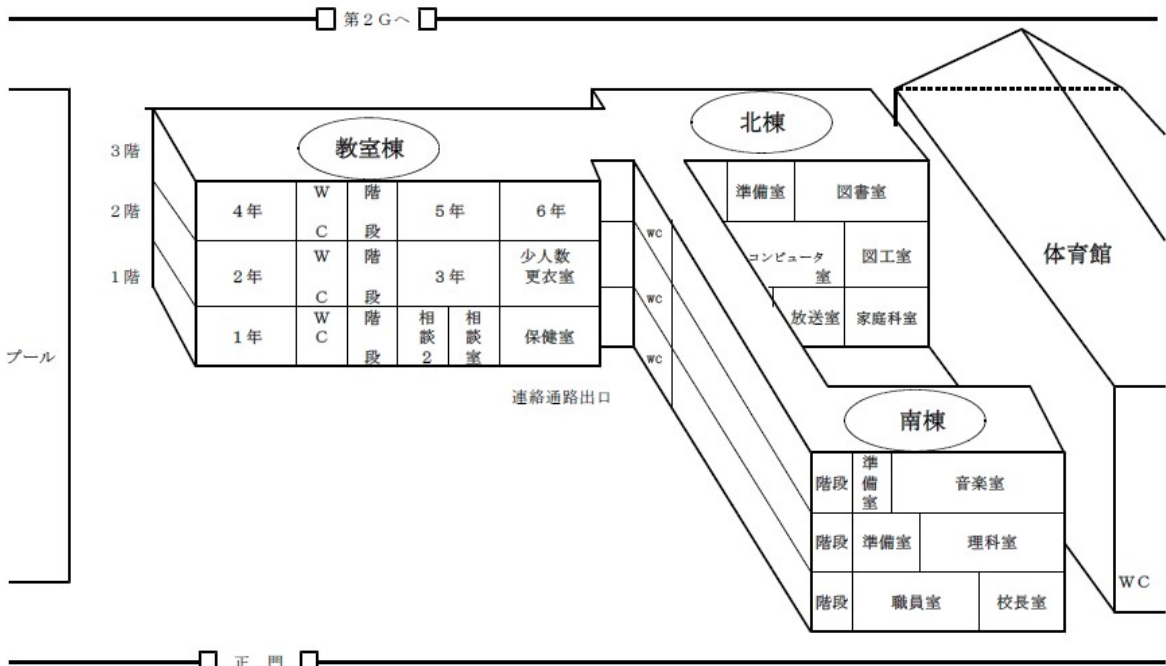 第2Gへ
北棟
教室棟
3階
2階
1階
4年
WC
階段
5年
6年
2年
WC
階段
3年
少人数
更衣室
1年
WC
階段
相談2
相談室
保健室
準備室
図書室
WC
コンピュータ
室
図工室
WC
放送室
家庭科室
WC
体育館
プール
連絡通路出口
南棟
階段
準備室
音楽室
階段
準備室
理科室
階段
職員室
校長室
WC
正門